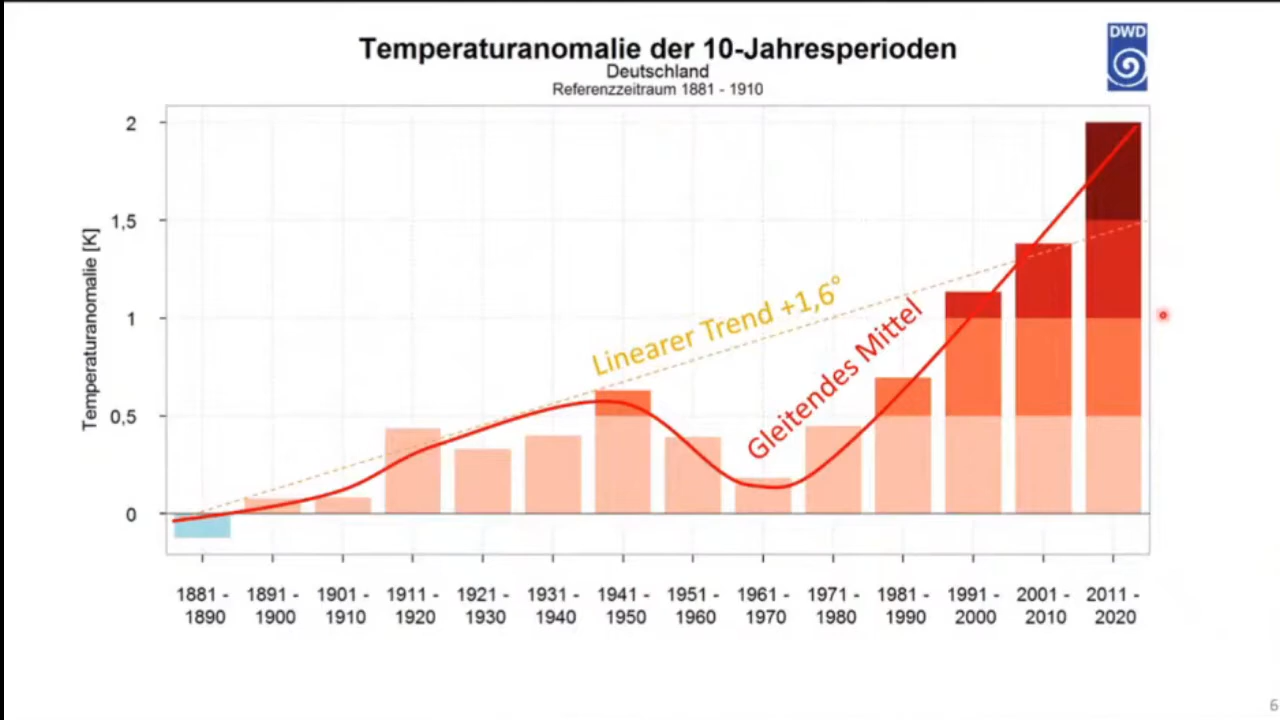 Temperaturanomalie der 10-Jahresperioden
Deutschland
Referenzzeitraum 1881 - 1910
DWD
Temperaturanomalie [K]
2
1,5
1
0,5
0
Linearer Trend +1,6°
Gleitendes Mittel
1881 - 1891 - 1901 - 1911 - 1921 - 1931 - 1941 - 1951 - 1961 - 1971 - 1981 - 1991 - 2001 - 2011 -
1890 1900 1910 1920 1930 1940 1950 1960 1970 1980 1990 2000 2010 2020
6